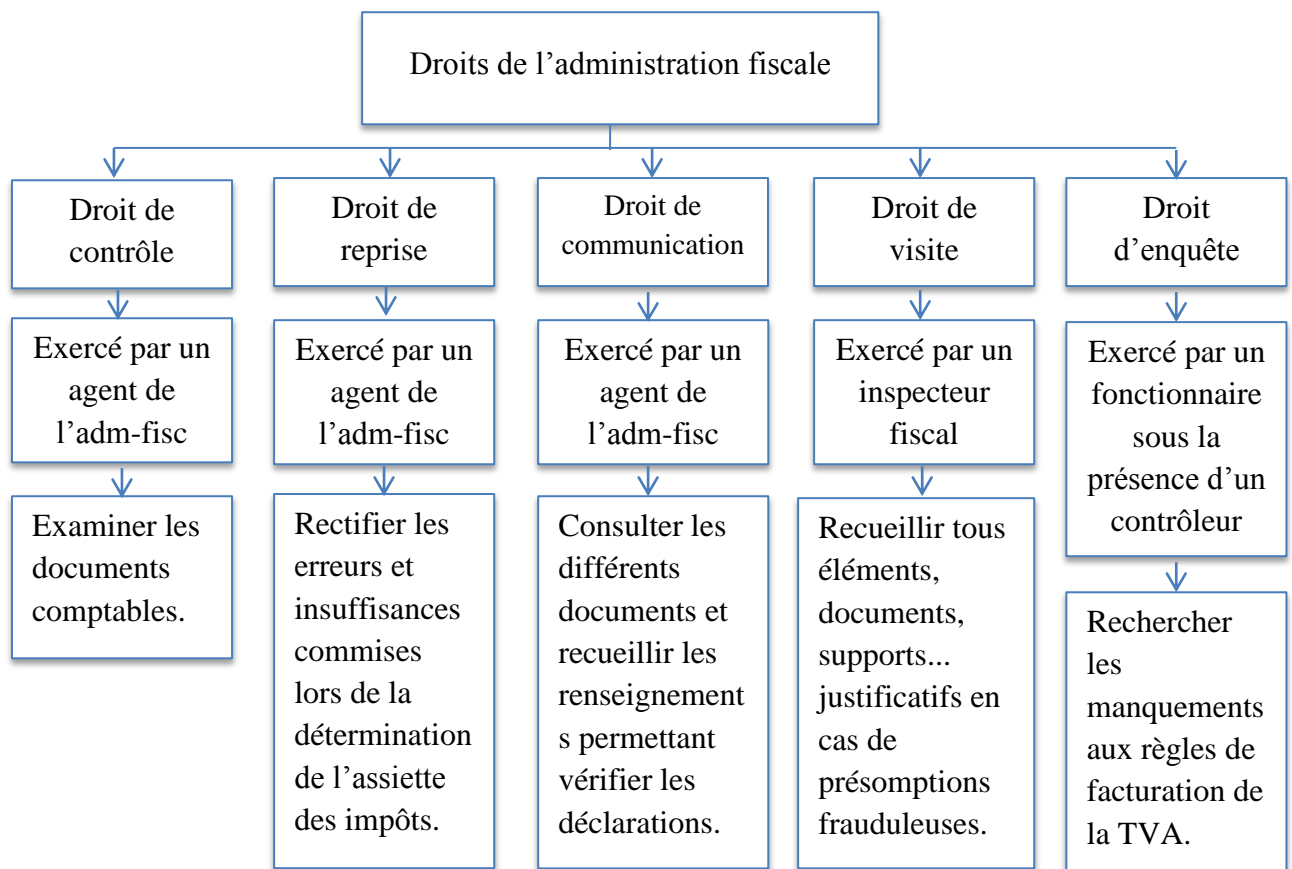 Droits de l’administration fiscale
Droit de
contrôle
Droit de
reprise
Droit de
communication
Droit de
visite
Droit
d’enquête
Exercé par un
agent de
l’adm-fisc
Exercé par un
agent de
l’adm-fisc
Exercé par un
agent de
l’adm-fisc
Exercé par un
inspecteur
fiscal
Exercé par un
fonctionnaire
sous la
présence d’un
contrôleur
Examiner les
documents
comptables.
Rectifier les
erreurs et
insuffisances
commises
lors de la
détermination
de l’assiette
des impôts.
Consulter les
différents
documents et
recueillir les
renseignement
s permettant
vérifier les
déclarations.
Recueillir tous
éléments,
documents,
supports...
justificatifs en
cas de
présomptions
frauduleuses.
Rechercher
les
manquements
aux règles de
facturation de
la TVA.